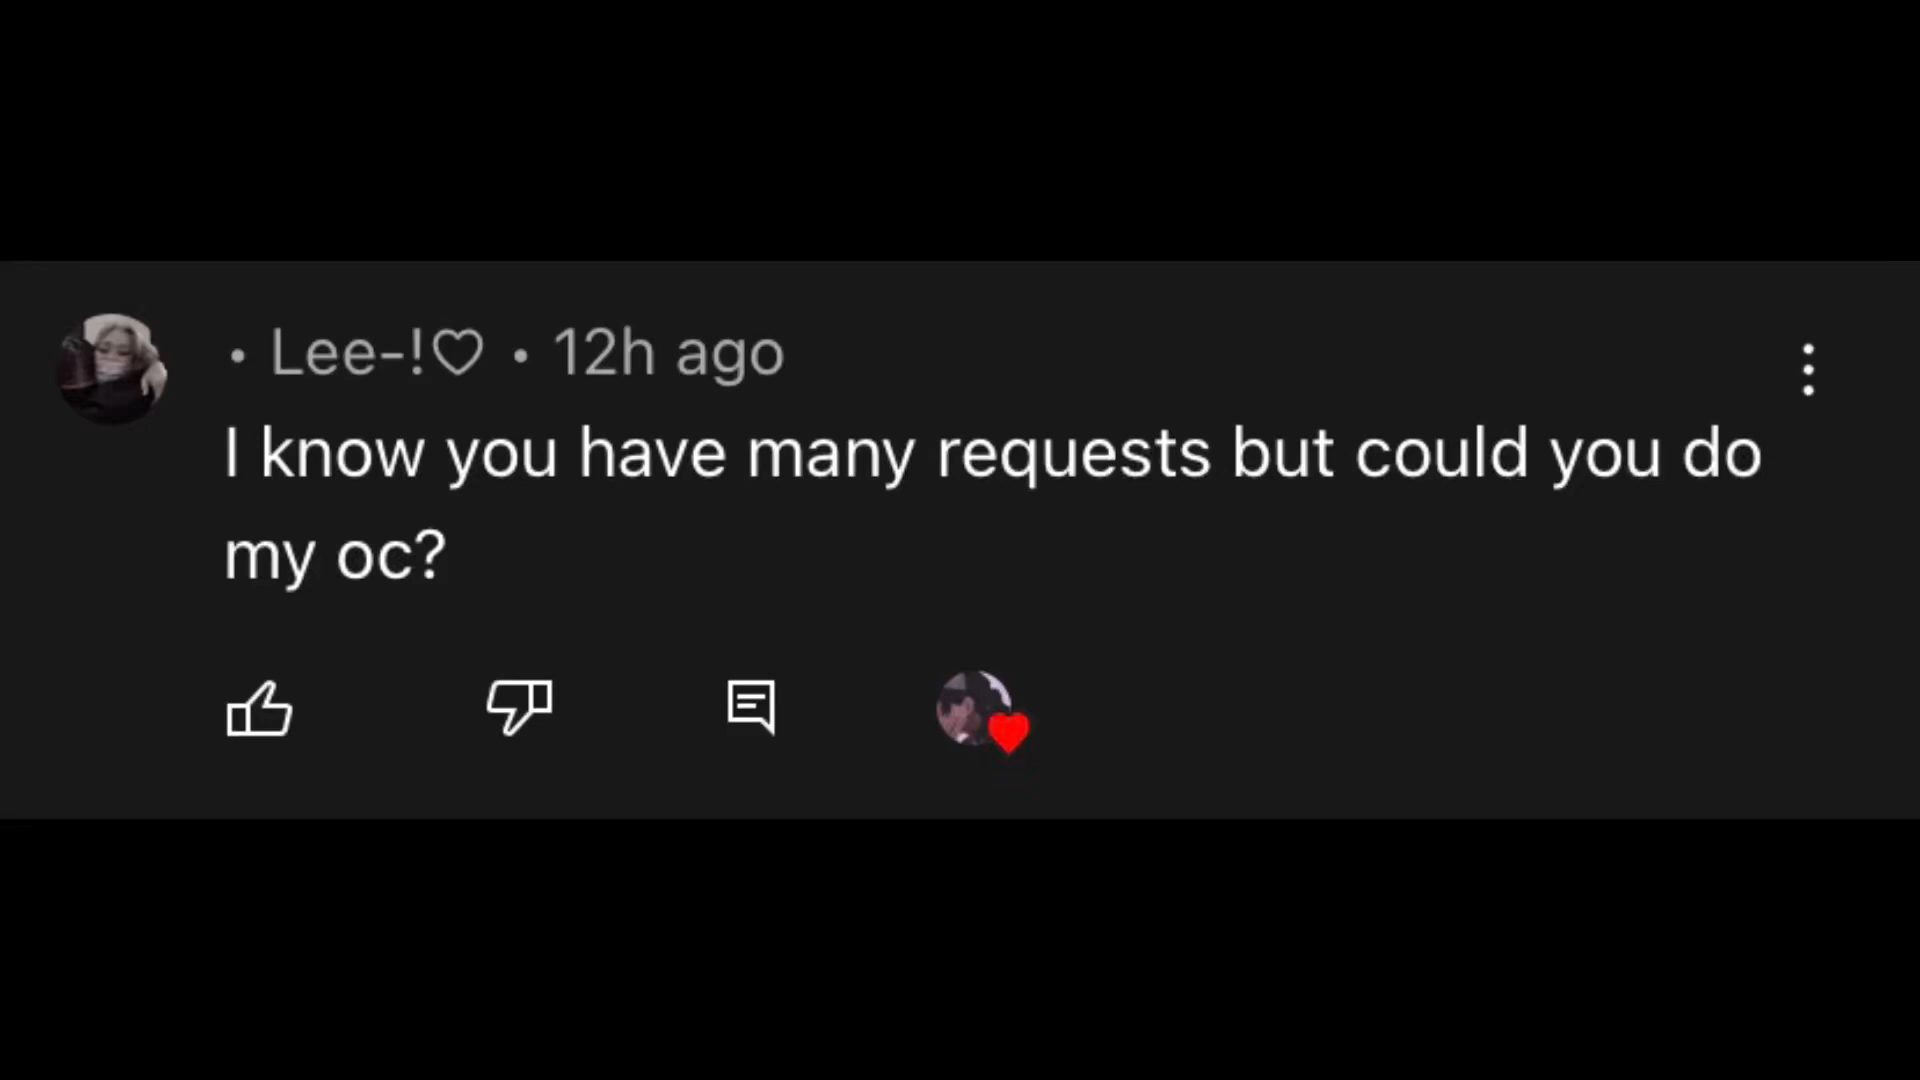 • Lee-!♡ • 12h ago
I know you have many requests but could you do
my oc?